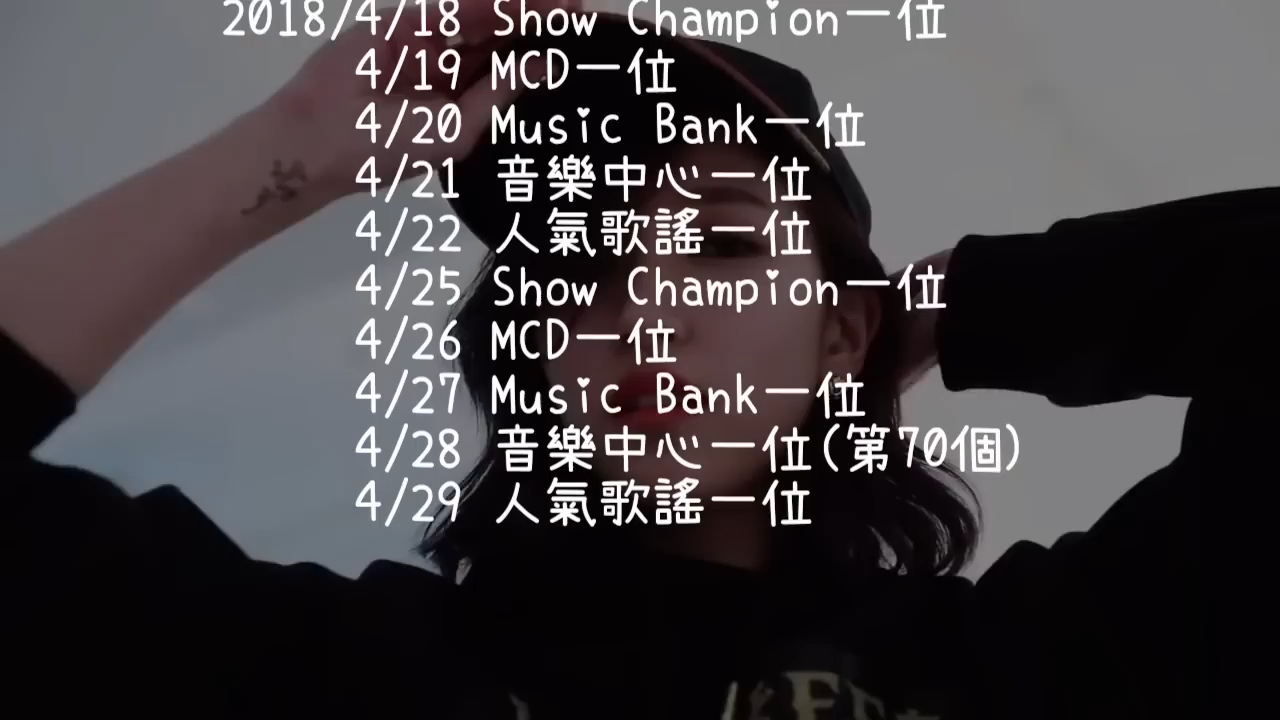 2018/4/18 Show Champion一位
4/19 MCD一位
4/20 Music Bank一位
4/21 音樂中心一位
4/22 人氣歌謠一位
4/25 Show Champion一位
4/26 MCD一位
4/27 Music Bank一位
4/28 音樂中心一位(第70個)
4/29 人氣歌謠一位